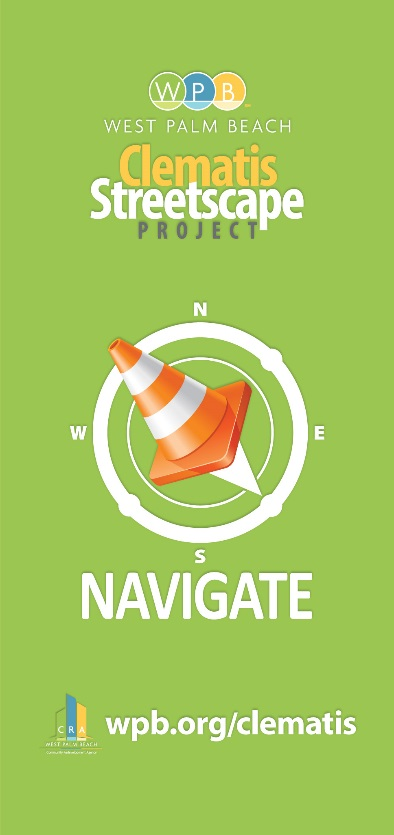 WPB
WEST PALM BEACH
Clematis
Streetscape
PROJECT
N
W
E
S
NAVIGATE
CRA
WEST PALM BEACH
wpb.org/clematis